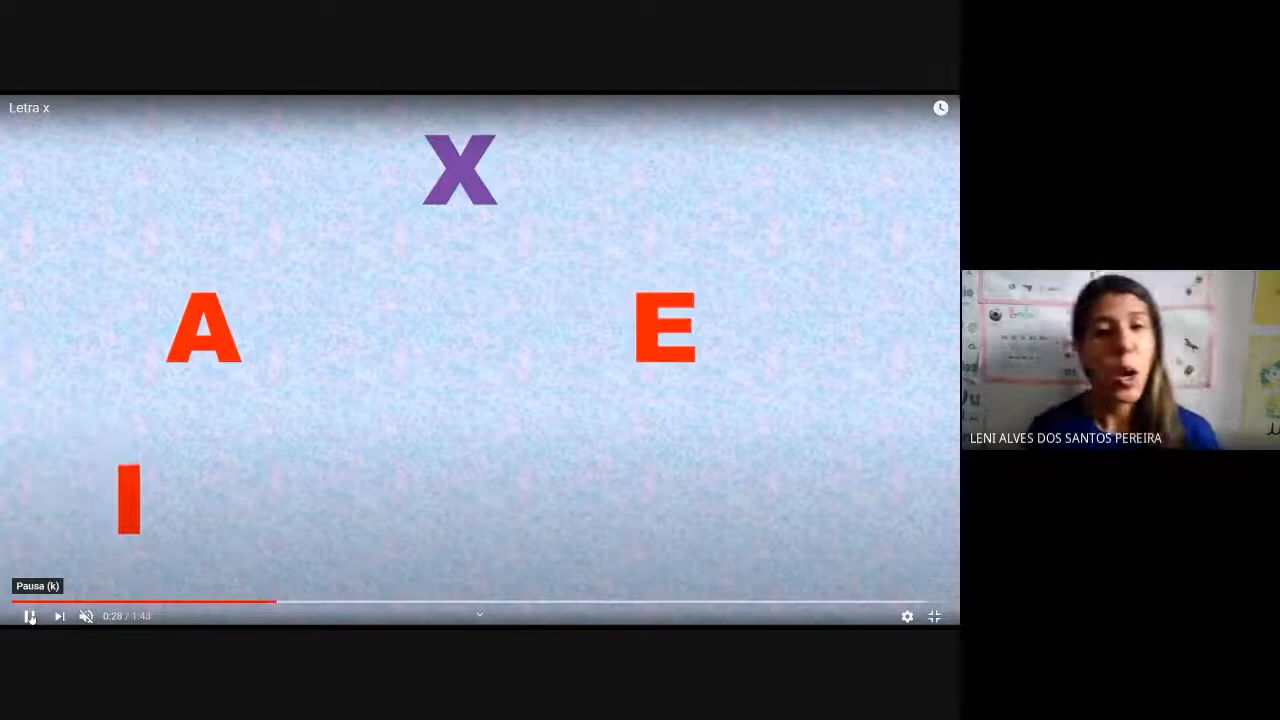 Letra x
X
A E
I
Pausa (k)
0:28 / 1:43
LENI ALVES DOS SANTOS PEREIRA